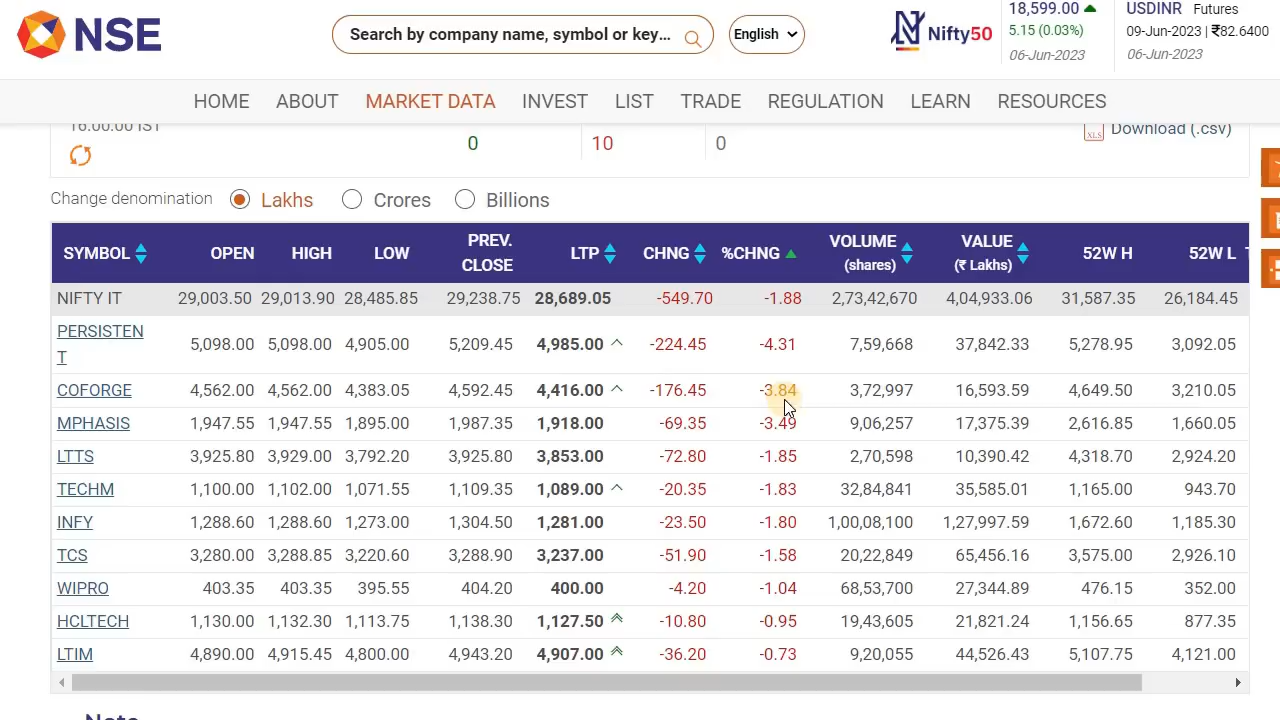 NSE
Search by company name, symbol or key...
English
Nifty50
18,599.00
5.15 (0.03%)
06-Jun-2023
USDINR Futures
09-Jun-2023 | ₹82.6400
06-Jun-2023
HOME ABOUT MARKET DATA INVEST LIST TRADE REGULATION LEARN RESOURCES
16:00:00 IST
0 10 0
XLS Download (.csv)
Change denomination Lakhs Crores Billions
SYMBOL OPEN HIGH LOW PREV. CLOSE LTP CHNG %CHNG VOLUME (shares) VALUE (₹ Lakhs) 52W H 52W L
NIFTY IT 29,003.50 29,013.90 28,485.85 29,238.75 28,689.05 -549.70 -1.88 2,73,42,670 4,04,933.06 31,587.35 26,184.45
PERSISTEN
T 5,098.00 5,098.00 4,905.00 5,209.45 4,985.00 -224.45 -4.31 7,59,668 37,842.33 5,278.95 3,092.05
COFORGE 4,562.00 4,562.00 4,383.05 4,592.45 4,416.00 -176.45 -3.84 3,72,997 16,593.59 4,649.50 3,210.05
MPHASIS 1,947.55 1,947.55 1,895.00 1,987.35 1,918.00 -69.35 -3.49 9,06,257 17,375.39 2,616.85 1,660.05
LTTS 3,925.80 3,929.00 3,792.20 3,925.80 3,853.00 -72.80 -1.85 2,70,598 10,390.42 4,318.70 2,924.20
TECHM 1,100.00 1,102.00 1,071.55 1,109.35 1,089.00 -20.35 -1.83 32,84,841 35,585.01 1,165.00 943.70
INFY 1,288.60 1,288.60 1,273.00 1,304.50 1,281.00 -23.50 -1.80 1,00,08,100 1,27,997.59 1,672.60 1,185.30
TCS 3,280.00 3,288.85 3,220.60 3,288.90 3,237.00 -51.90 -1.58 20,22,849 65,456.16 3,575.00 2,926.10
WIPRO 403.35 403.35 395.55 404.20 400.00 -4.20 -1.04 68,53,700 27,344.89 476.15 352.00
HCLTECH 1,130.00 1,132.30 1,113.75 1,138.30 1,127.50 -10.80 -0.95 19,43,605 21,821.24 1,156.65 877.35
LTIM 4,890.00 4,915.45 4,800.00 4,943.20 4,907.00 -36.20 -0.73 9,20,055 44,526.43 5,107.75 4,121.00
Note